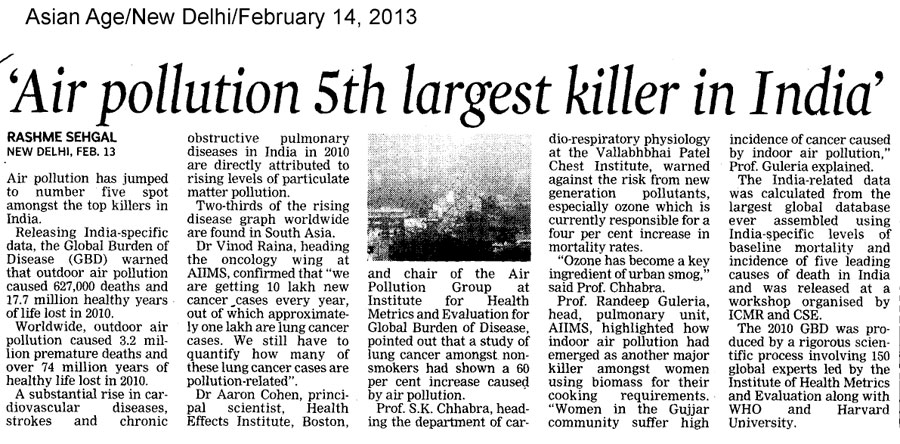 Asian Age/New Delhi/February 14, 2013
'Air pollution 5th largest killer in India'
RASHME SEHGAL
NEW DELHI, FEB. 13
Air pollution has jumped
to number five spot
amongst the top killers in
India.
Releasing India-specific
data, the Global Burden of
Disease (GBD) warned
that outdoor air pollution
caused 627,000 deaths and
17.7 million healthy years
of life lost in 2010.
Worldwide, outdoor air
pollution caused 3.2 mil-
lion premature deaths and
over 74 million years of
healthy life lost in 2010.
A substantial rise in car-
diovascular diseases,
strokes and chronic
obstructive pulmonary
diseases in India in 2010
are directly attributed to
rising levels of particulate
matter pollution.
Two-thirds of the rising
disease graph worldwide
are found in South Asia.
Dr Vinod Raina, heading
the oncology wing at
AIIMS, confirmed that "we
are getting 10 lakh new
cancer cases every year,
out of which approximate-
ly one lakh are lung cancer
cases. We still have to
quantify how many of
these lung cancer cases are
pollution-related".
Dr Aaron Cohen, princi-
pal scientist, Health
Effects Institute, Boston,
and chair of the Air
Pollution Group at
Institute for Health
Metrics and Evaluation for
Global Burden of Disease,
pointed out that a study of
lung cancer amongst non-
smokers had shown a 60
per cent increase caused
by air pollution.
Prof. S.K. Chhabra, head-
ing the department of car-
dio-respiratory physiology
at the Vallabhbhai Patel
Chest Institute, warned
against the risk from new
generation pollutants,
especially ozone which is
currently responsible for a
four per cent increase in
mortality rates.
"Ozone has become a key
ingredient of urban smog,"
said Prof. Chhabra.
Prof. Randeep Guleria,
head, pulmonary unit,
AIIMS, highlighted how
indoor air pollution had
emerged as another major
killer amongst women
using biomass for their
cooking requirements.
"Women in the Gujjar
community suffer high
incidence of cancer caused
by indoor air pollution,"
Prof. Guleria explained.
The India-related data
was calculated from the
largest global database
ever assembled using
India-specific levels of
baseline mortality and
incidence of five leading
causes of death in India
and was released at a
workshop organised by
ICMR and CSE.
The 2010 GBD was pro-
duced by a rigorous scien-
tific process involving 150
global experts led by the
Institute of Health Metrics
and Evaluation along with
WHO and Harvard
University.